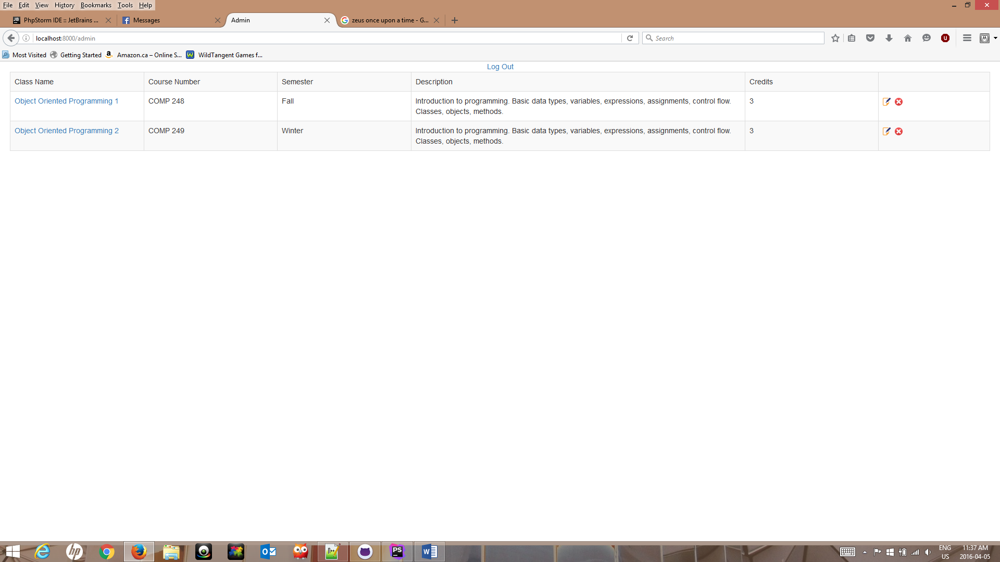 File Edit View History Bookmarks Tools Help
PhpStorm IDE :: JetBrains ...
Messages
Admin
zeus once upon a time - G...
localhost:8000/admin
Search
Most Visited Getting Started Amazon.ca – Online S... WildTangent Games f...
Log Out
Class Name Course Number Semester Description Credits
Object Oriented Programming 1 COMP 248 Fall Introduction to programming. Basic data types, variables, expressions, assignments, control flow. 3
Classes, objects, methods.
Object Oriented Programming 2 COMP 249 Winter Introduction to programming. Basic data types, variables, expressions, assignments, control flow. 3
Classes, objects, methods.
ENG 11:37 AM
US 2016-04-05